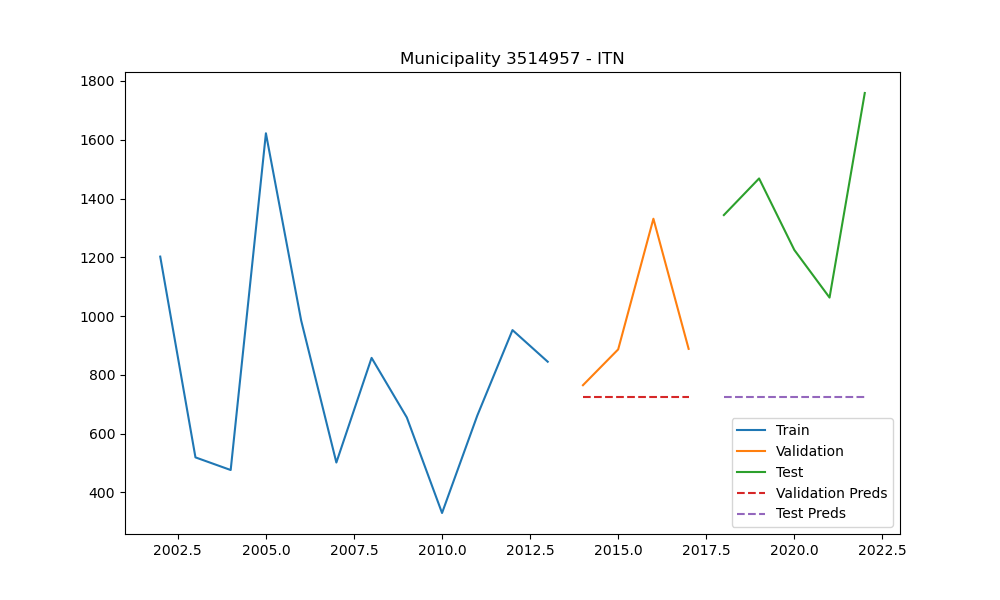 Municipality 3514957 - ITN
1800
1600
1400
1200
1000
800
600
400
2002.5 2005.0 2007.5 2010.0 2012.5 2015.0 2017.5 2020.0 2022.5
Train
Validation
Test
Validation Preds
Test Preds